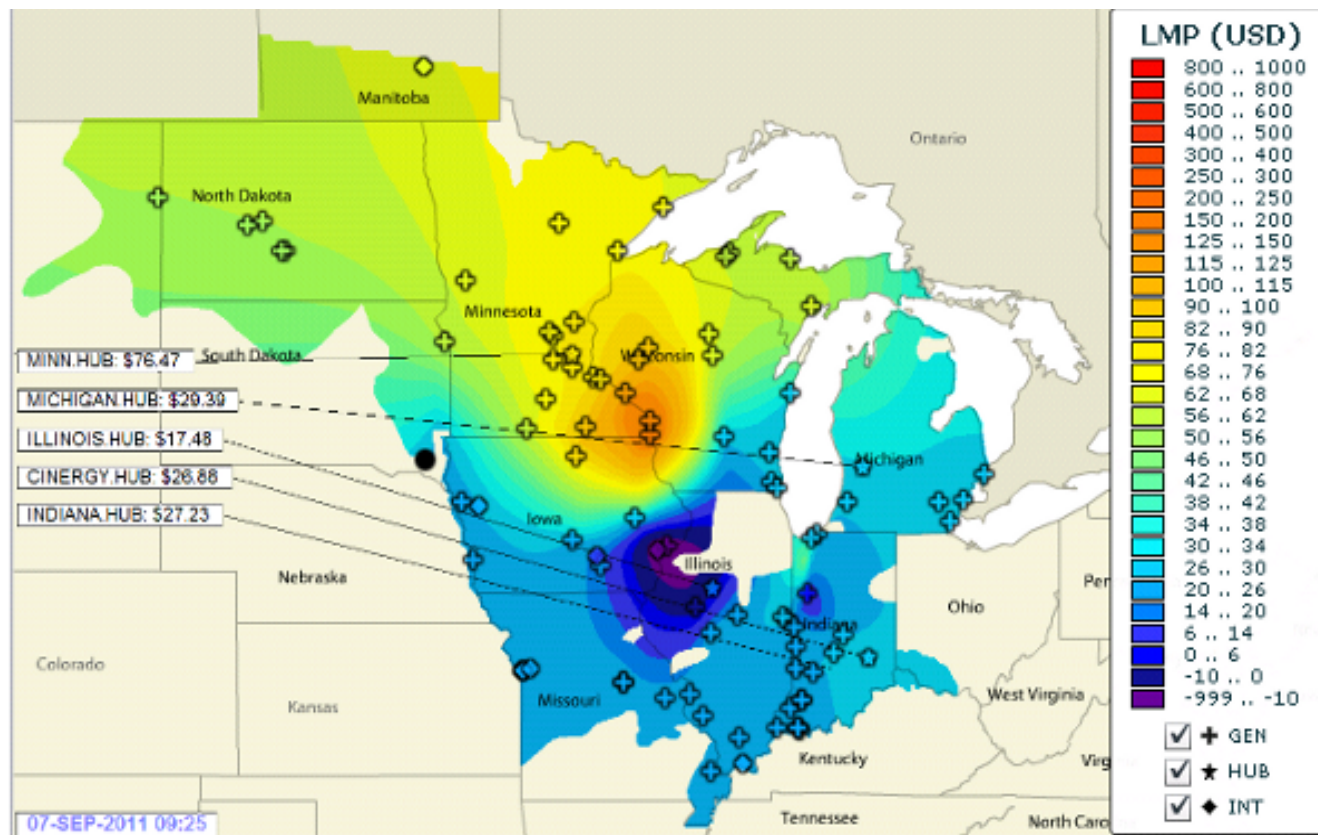 LMP (USD)
800 .. 1000
600 .. 800
500 .. 600
400 .. 500
300 .. 400
250 .. 300
200 .. 250
150 .. 200
125 .. 150
115 .. 125
100 .. 115
90 .. 100
82 .. 90
76 .. 82
68 .. 76
62 .. 68
56 .. 62
50 .. 56
46 .. 50
42 .. 46
38 .. 42
34 .. 38
30 .. 34
26 .. 30
20 .. 26
14 .. 20
6 .. 14
0 .. 6
-10 .. 0
-999 .. -10
GEN
HUB
INT
Manitoba
Ontario
North Dakota
Minnesota
South Dakota
Wisconsin
MINN.HUB: $76.47
MICHIGAN.HUB: $29.39
ILLINOIS.HUB: $17.48
CINERGY.HUB: $26.88
INDIANA.HUB: $27.23
Michigan
Iowa
Nebraska
Illinois
Indiana
Ohio
Pen
Colorado
Kansas
Missouri
West Virginia
Kentucky
Virg
Tennessee
North Caro
07-SEP-2011 09:25